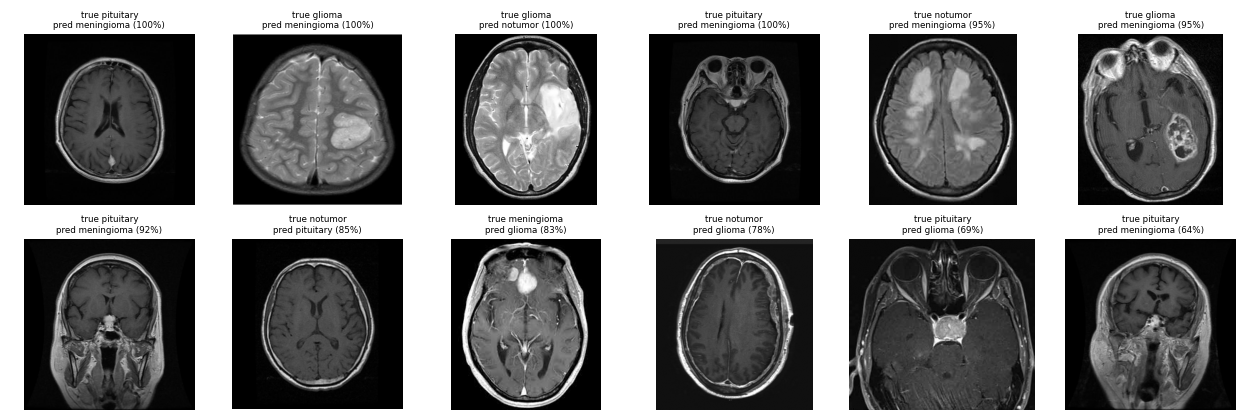 true pituitary
pred meningioma (100%)
true glioma
pred meningioma (100%)
true glioma
pred notumor (100%)
true pituitary
pred meningioma (100%)
true notumor
pred meningioma (95%)
true glioma
pred meningioma (95%)
true pituitary
pred meningioma (92%)
true notumor
pred pituitary (85%)
true meningioma
pred glioma (83%)
true notumor
pred glioma (78%)
true pituitary
pred glioma (69%)
true pituitary
pred meningioma (64%)